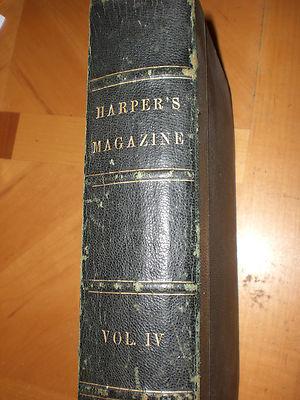 HARPER'S
MAGAZINE
VOL. IV